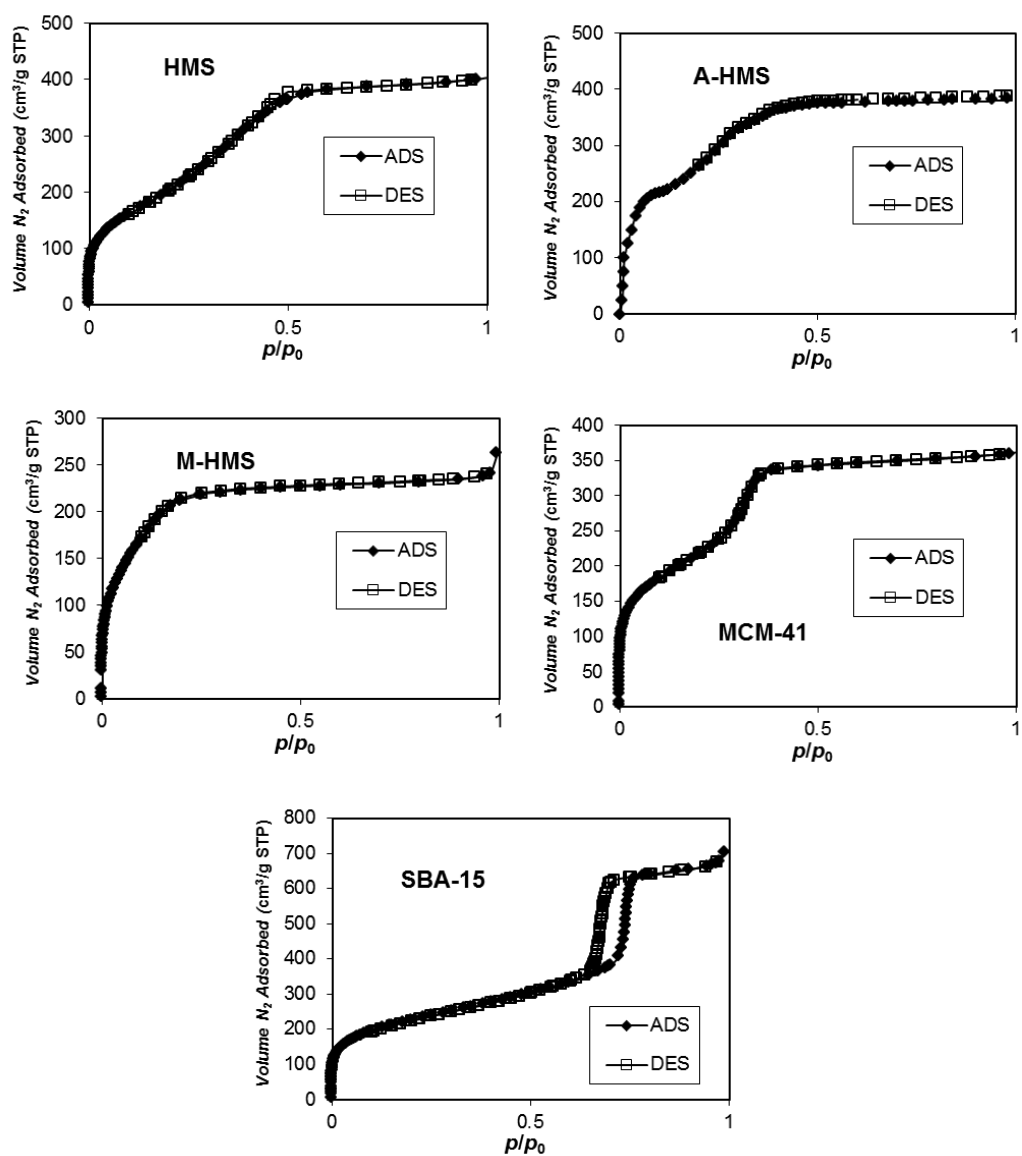 HMS
Volume N₂ Adsorbed (cm³/g STP)
500
400
300
200
100
0
ADS
DES
0
0.5
1
p/p₀
A-HMS
Volume N₂ Adsorbed (cm³/g STP)
500
400
300
200
100
0
ADS
DES
0
0.5
1
p/p₀
M-HMS
Volume N₂ Adsorbed (cm³/g STP)
300
250
200
150
100
50
0
ADS
DES
0
0.5
1
p/p₀
MCM-41
Volume N₂ Adsorbed (cm³/g STP)
400
350
300
250
200
150
100
50
0
ADS
DES
0
0.5
1
p/p₀
SBA-15
Volume N₂ Adsorbed (cm³/g STP)
800
700
600
500
400
300
200
100
0
ADS
DES
0
0.5
1
p/p₀